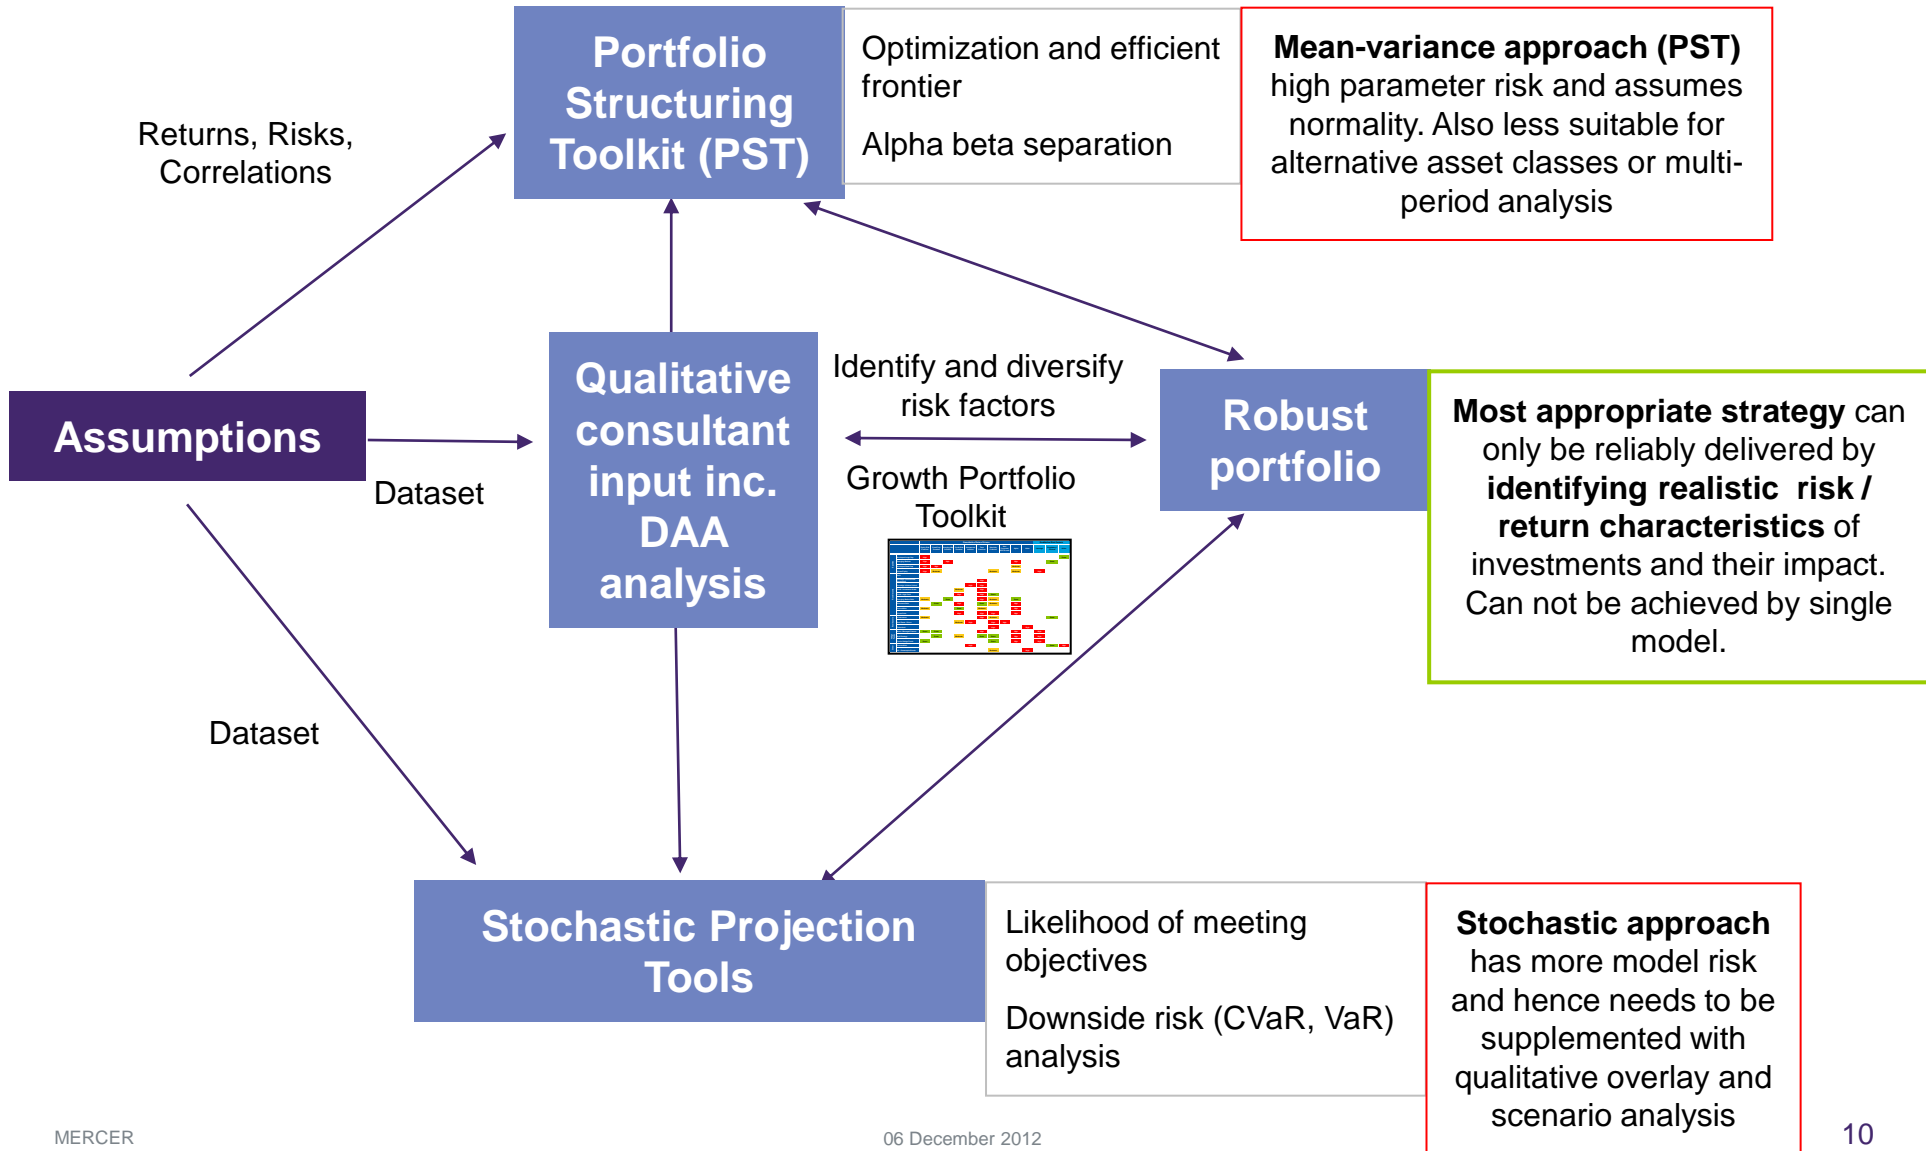 Portfolio
Structuring
Toolkit (PST)
Optimization and efficient
frontier
Alpha beta separation
Mean-variance approach (PST)
high parameter risk and assumes
normality. Also less suitable for
alternative asset classes or multi-
period analysis
Returns, Risks,
Correlations
Assumptions
Dataset
Qualitative
consultant
input inc.
DAA
analysis
Identify and diversify
risk factors
Growth Portfolio
Toolkit
Robust
portfolio
Most appropriate strategy can
only be reliably delivered by
identifying realistic risk /
return characteristics of
investments and their impact.
Can not be achieved by single
model.
Dataset
Stochastic Projection
Tools
Likelihood of meeting
objectives
Downside risk (CVaR, VaR)
analysis
Stochastic approach
has more model risk
and hence needs to be
supplemented with
qualitative overlay and
scenario analysis
MERCER
06 December 2012
10